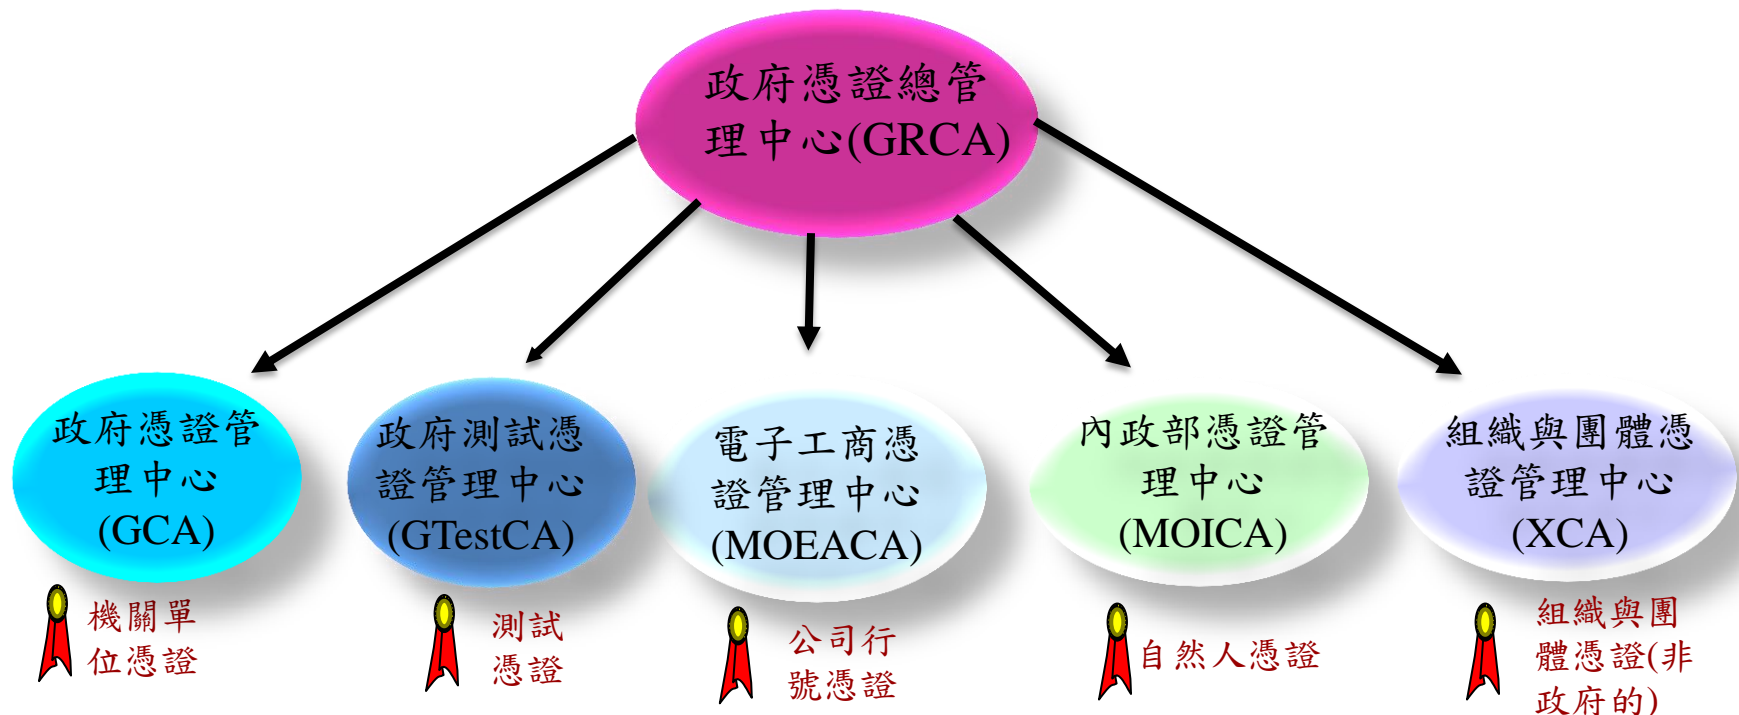 政府憑證總管
理中心(GRCA)
政府憑證管
理中心
(GCA)
政府測試憑
證管理中心
(GTestCA)
電子工商憑
證管理中心
(MOEACA)
內政部憑證管
理中心
(MOICA)
組織與團體憑
證管理中心
(XCA)
機關單
位憑證
測試
憑證
公司行
號憑證
自然人憑證
組織與團
體憑證(非
政府的)